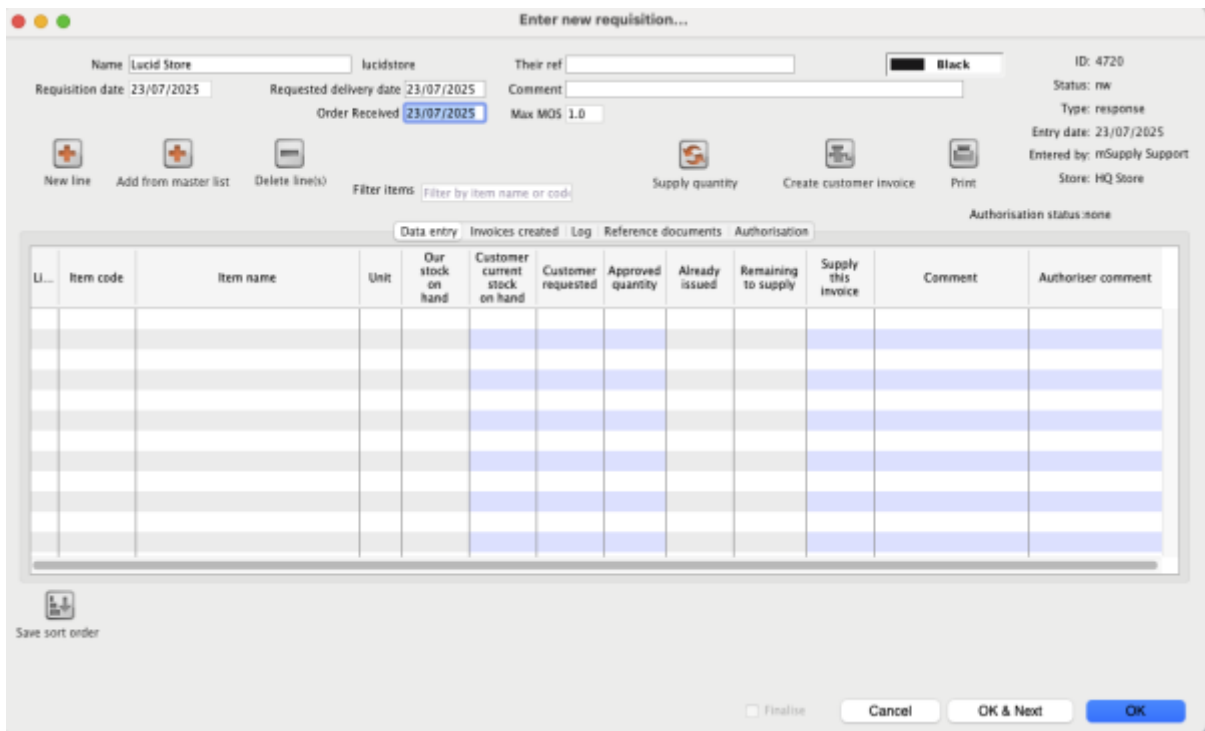 Enter new requisition...
Name Lucid Store lucidstore Their ref Black ID: 4720
Requisition date 23/07/2025 Requested delivery date 23/07/2025 Comment Status: nw
Order Received 23/07/2025 Max MOS 1.0 Type: response
Entry date: 23/07/2025
New line Add from master list Delete line(s) Filter items Filter by item name or code Supply quantity Create customer invoice Print Entered by: mSupply Support
Store: HQ Store
Authorisation status:none
Data entry Invoices created Log Reference documents Authorisation
Li... Item code Item name Unit Our stock on hand Customer current stock on hand Customer requested Approved quantity Already issued Remaining to supply Supply this invoice Comment Authoriser comment
Save sort order
Finalise Cancel OK & Next OK